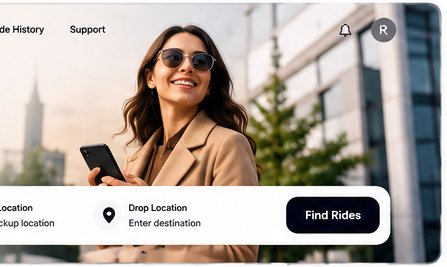 de History
Support
R
Location
ckup location
Drop Location
Enter destination
Find Rides